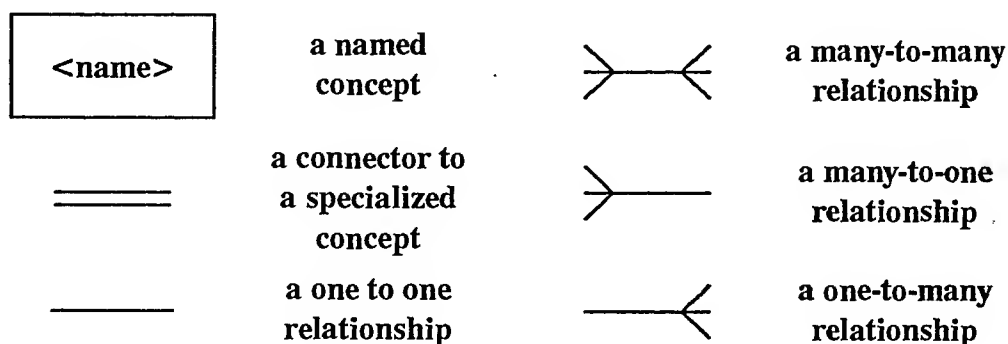 <name>
a named
concept
a many-to-many
relationship
a connector to
a specialized
concept
a many-to-one
relationship
a one to one
relationship
a one-to-many
relationship